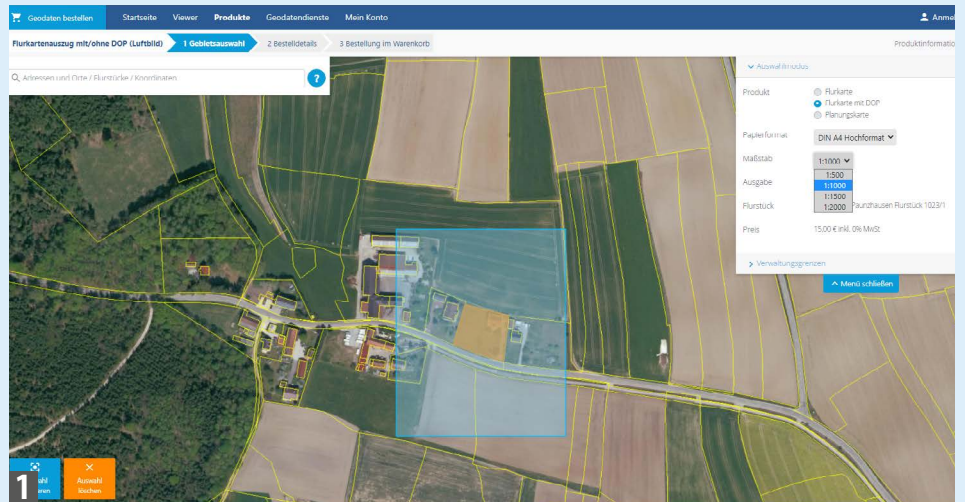 Geodaten bestellen Startseite Viewer Produkte Geodatendienste Mein Konto Anmel
Flurkartenauszug mit/ohne DOP (Luftbild) 1 Gebietsauswahl 2 Bestelldetails 3 Bestellung im Warenkorb Produktinformatio
Adressen und Orte / Flurstücke / Koordinaten ?
Auswahlmodus
Produkt Flurkarte
Flurkarte mit DOP
Planungskarte
Papierformat DIN A4 Hochformat
Maßstab 1:1000
1:500
Ausgabe 1:1000
1:1500
Flurstück 1:2000 Paunzhausen Flurstück 1023/1
Preis 15,00 € inkl. 0% MwSt
Verwaltungsgrenzen
Menü schließen
1 ahl eren
Auswahl löschen